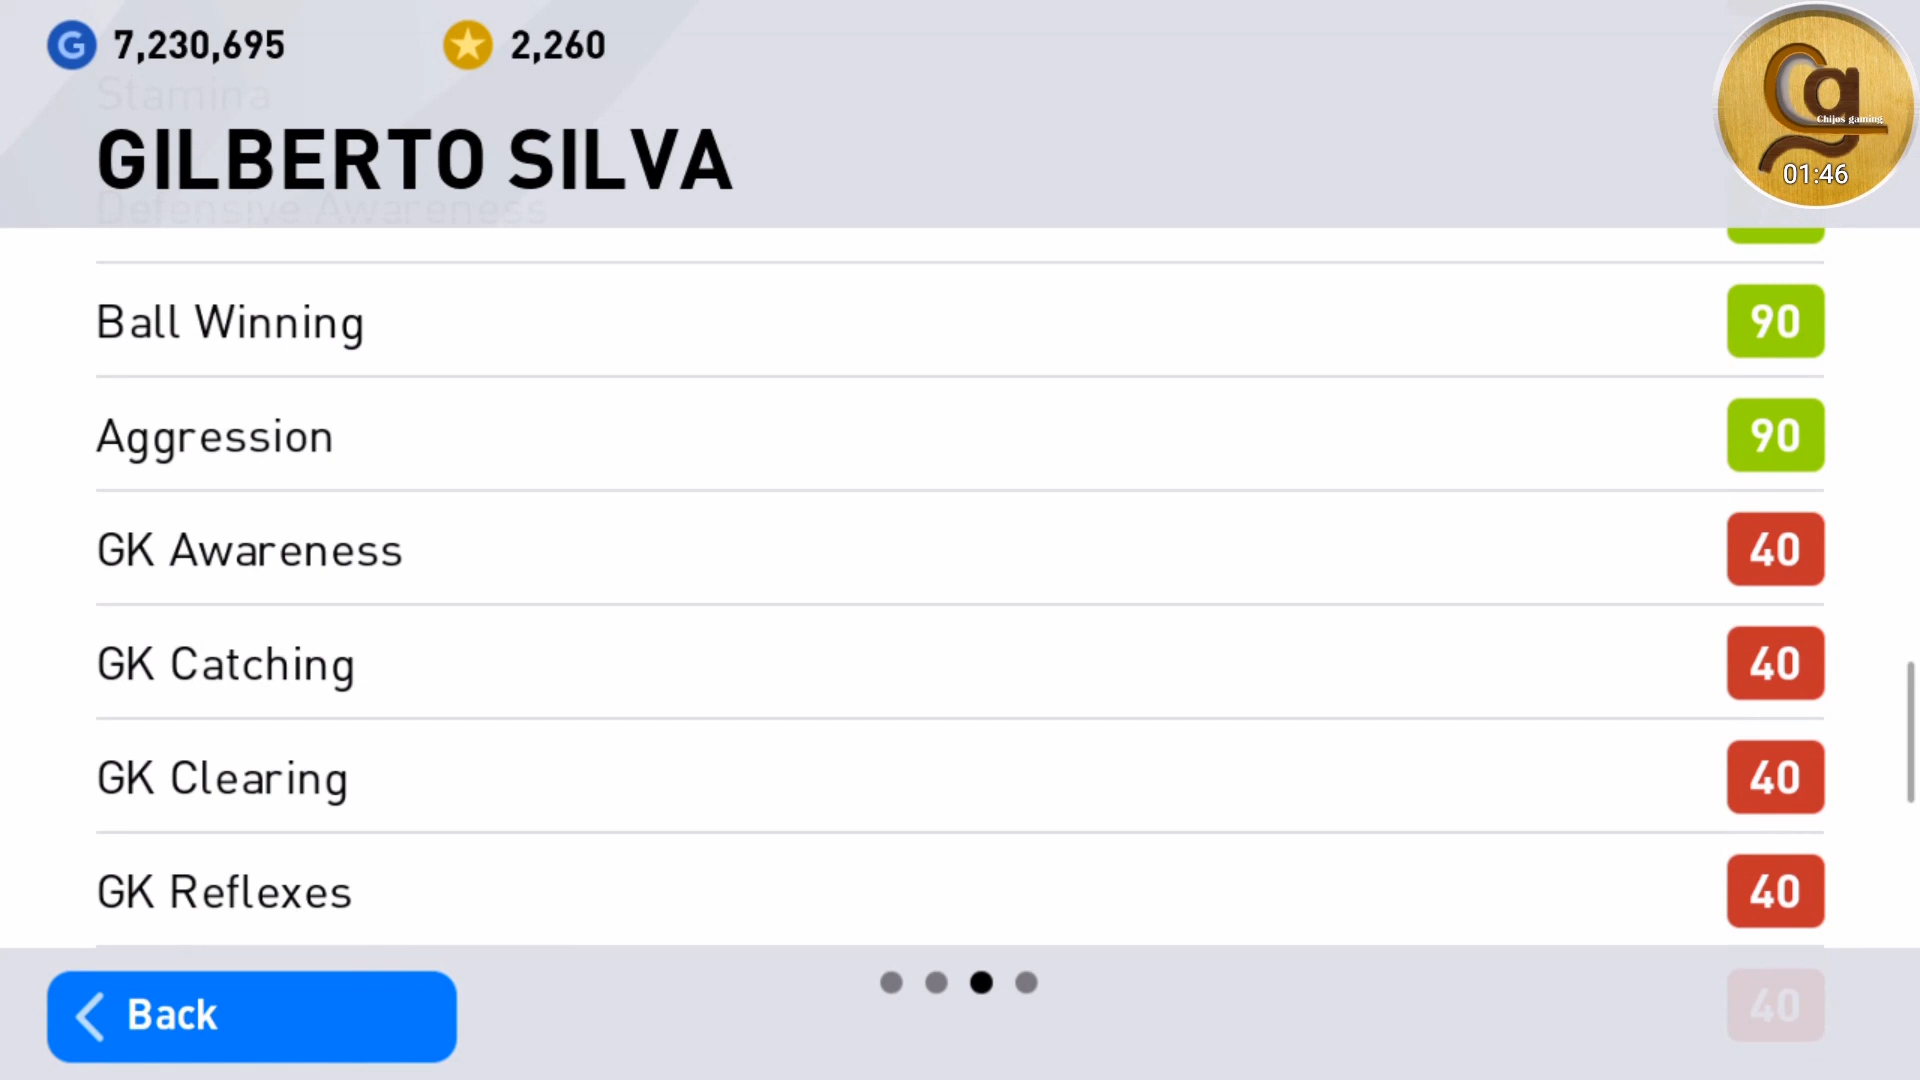 G 7,230,695 2,260
Stamina
GILBERTO SILVA
Ca
Chijos gaming
01:46
Defensive Awareness
Ball Winning 90
Aggression 90
GK Awareness 40
GK Catching 40
GK Clearing 40
GK Reflexes 40
Back
40